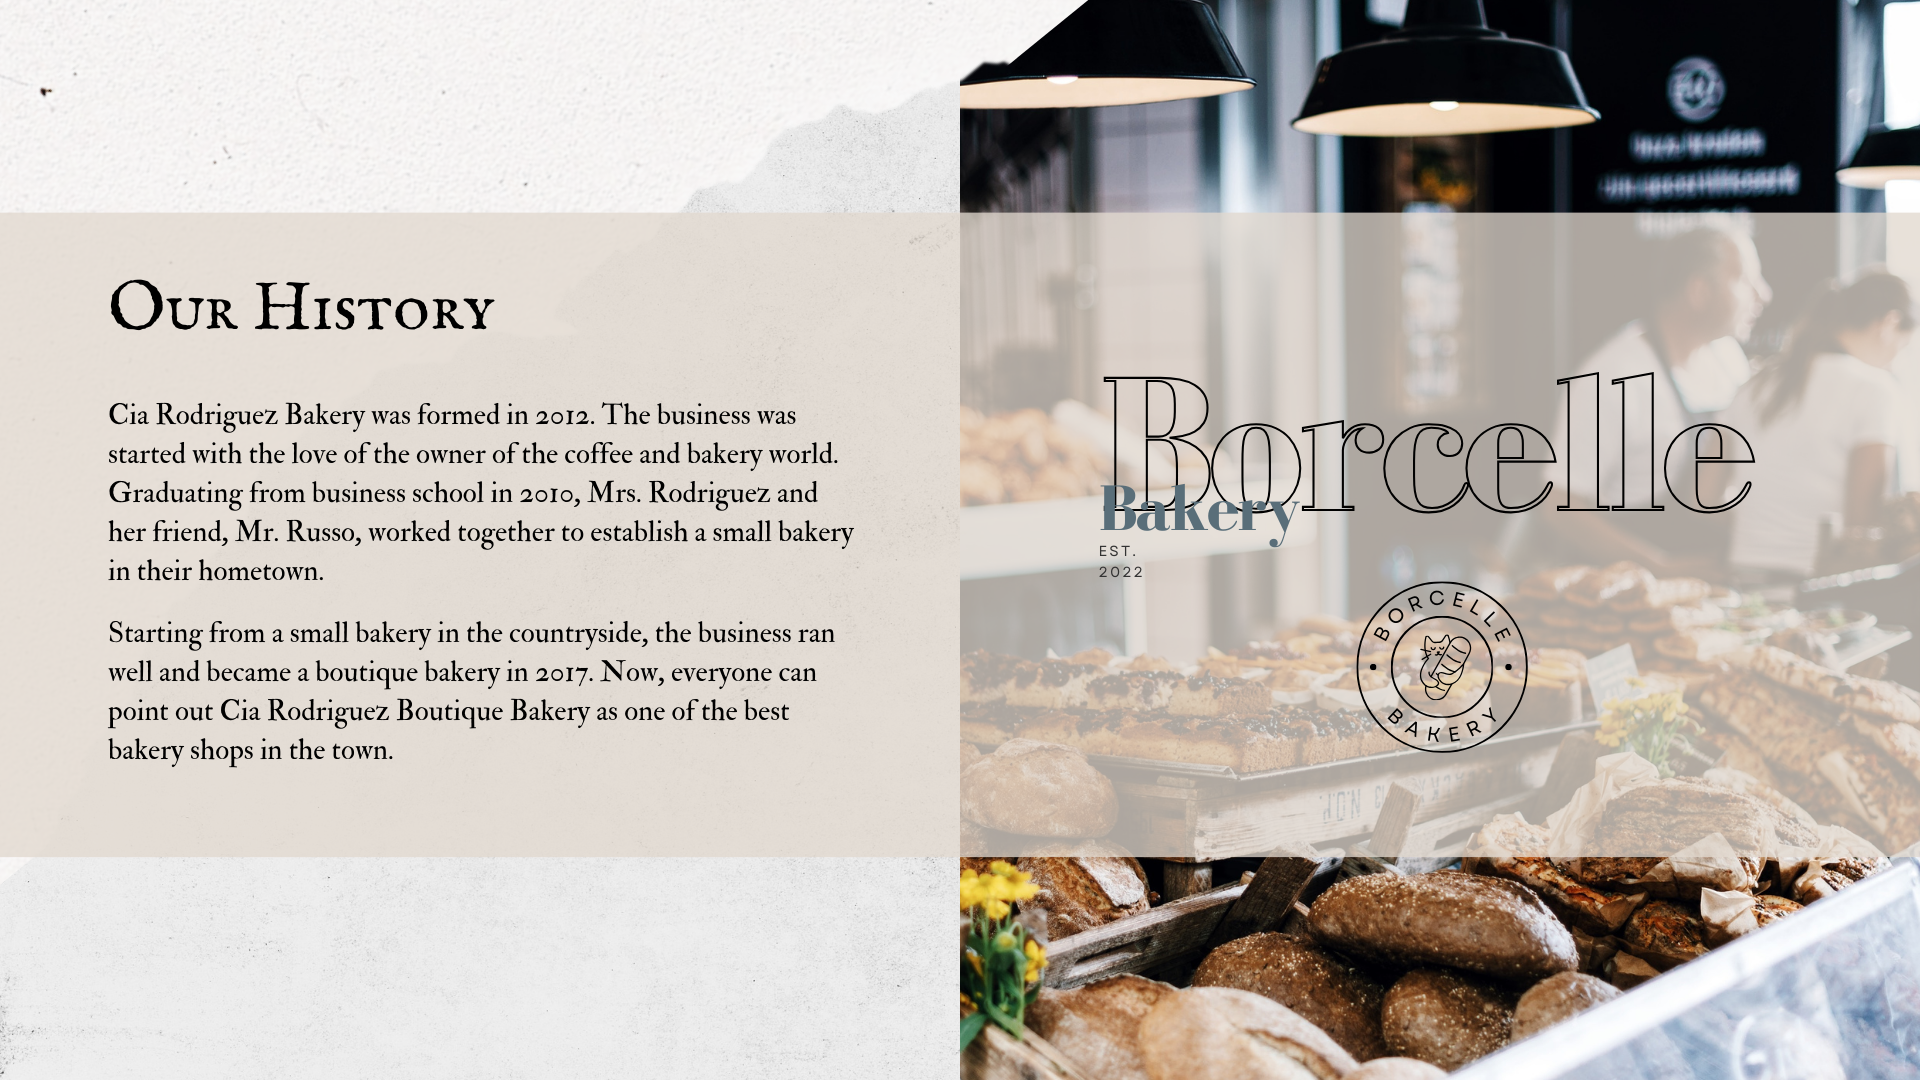 Our History
Cia Rodriguez Bakery was formed in 2012. The business was
started with the love of the owner of the coffee and bakery world.
Graduating from business school in 2010, Mrs. Rodriguez and
her friend, Mr. Russo, worked together to establish a small bakery
in their hometown.
Starting from a small bakery in the countryside, the business ran
well and became a boutique bakery in 2017. Now, everyone can
point out Cia Rodriguez Boutique Bakery as one of the best
bakery shops in the town.
Borcelle
Bakery
EST.
2022
BORCELLE
BAKERY